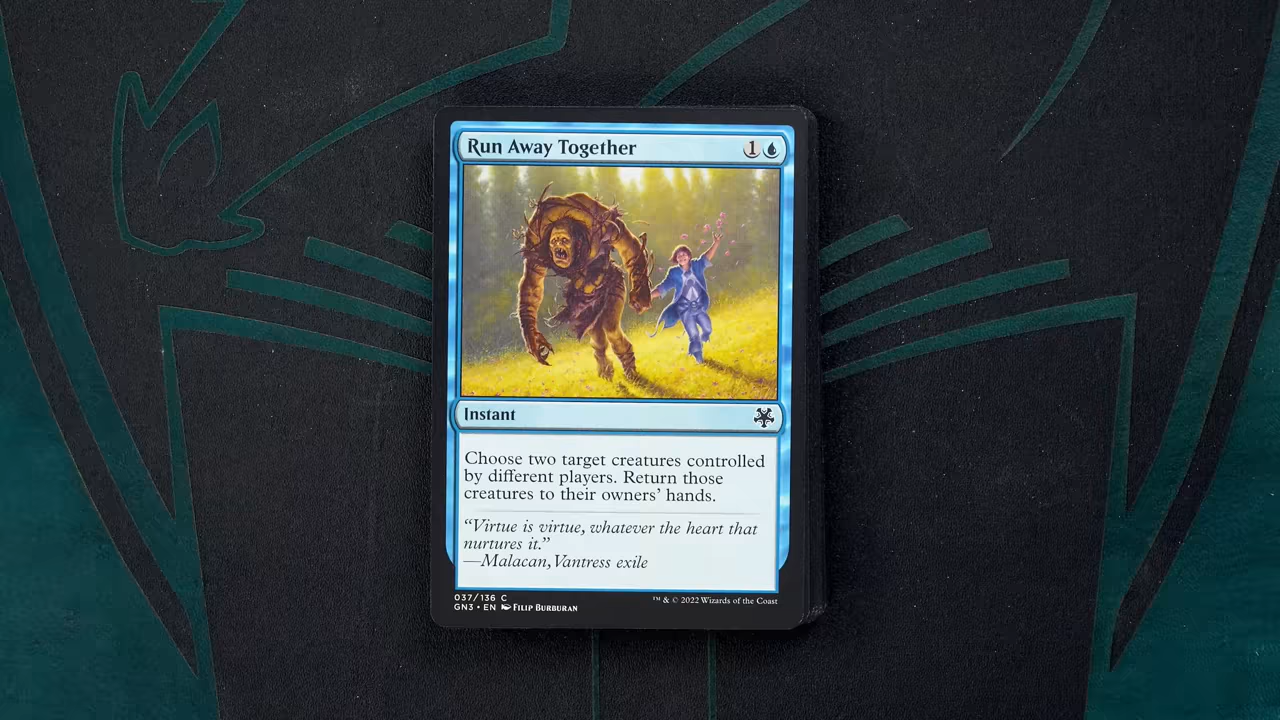 Run Away Together 1
Instant
Choose two target creatures controlled
by different players. Return those
creatures to their owners' hands.
“Virtue is virtue, whatever the heart that
nurtures it.”
—Malacan, Vantress exile
037/136 C
GN3 • EN Filip Burburan
™ & © 2022 Wizards of the Coast